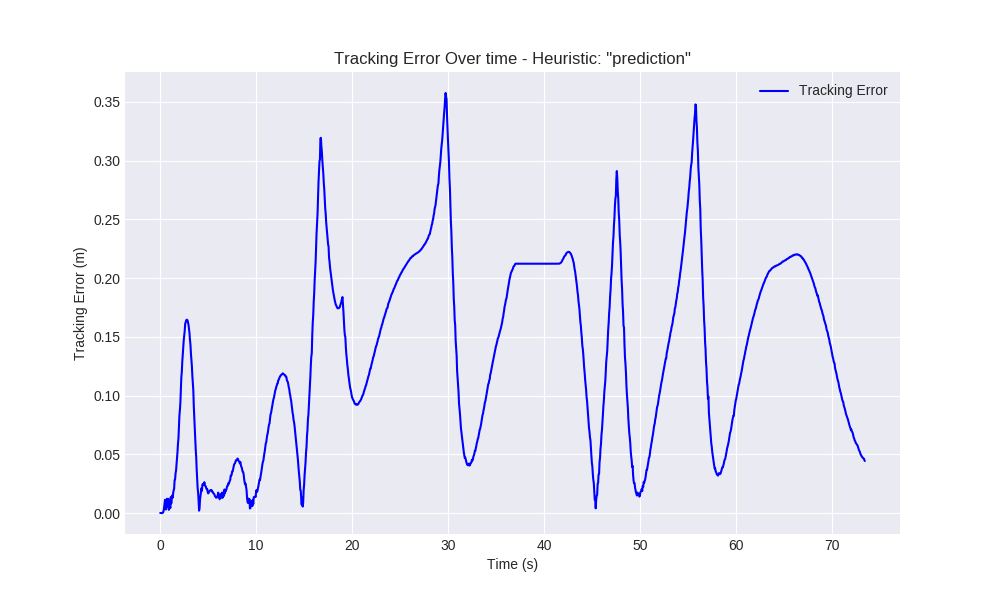 Tracking Error Over time - Heuristic: "prediction"
Tracking Error
0.35
0.30
0.25
0.20
0.15
0.10
0.05
0.00
Tracking Error (m)
0 10 20 30 40 50 60 70
Time (s)